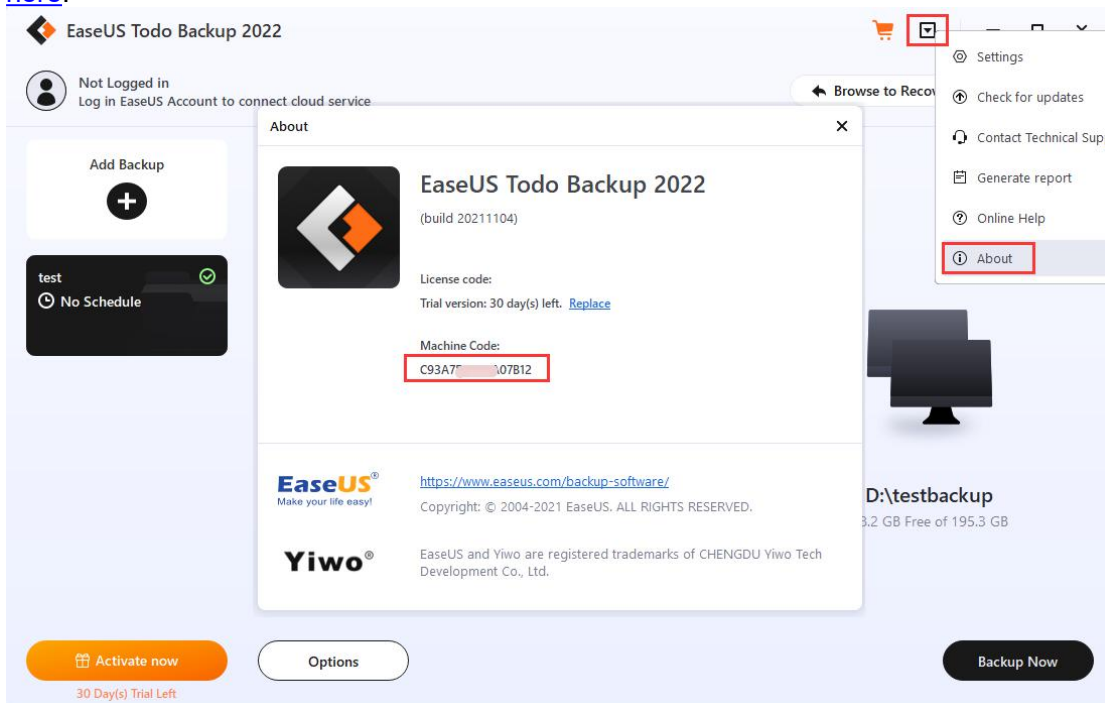 here.
EaseUS Todo Backup 2022
Not Logged in
Log in EaseUS Account to connect cloud service
Browse to Recov
Settings
Check for updates
Contact Technical Sup
Generate report
Online Help
About
Add Backup
test
No Schedule
About
EaseUS Todo Backup 2022
(build 20211104)
License code:
Trial version: 30 day(s) left. Replace
Machine Code:
C93A7 A07B12
EaseUS®
Make your life easy!
https://www.easeus.com/backup-software/
Copyright: © 2004-2021 EaseUS. ALL RIGHTS RESERVED.
Yiwo®
EaseUS and Yiwo are registered trademarks of CHENGDU Yiwo Tech
Development Co., Ltd.
D:\testbackup
3.2 GB Free of 195.3 GB
Activate now
30 Day(s) Trial Left
Options
Backup Now